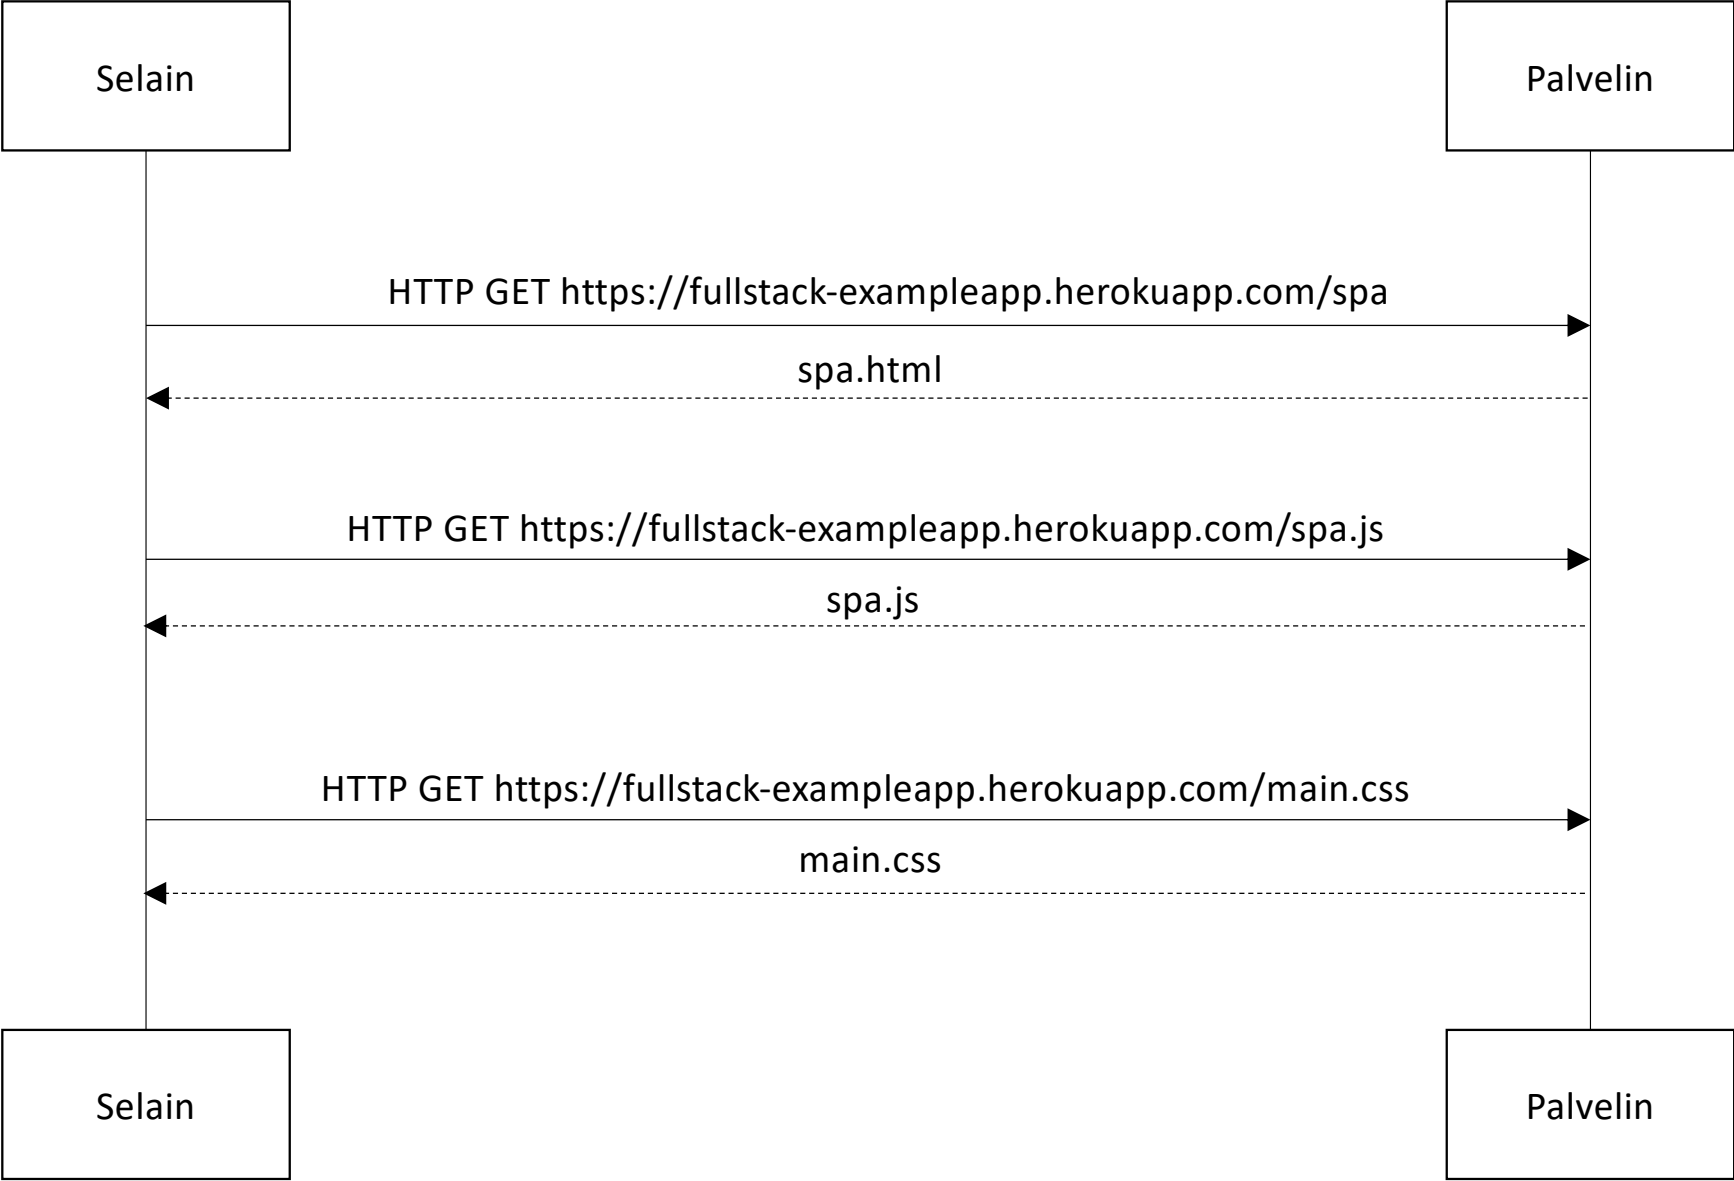 Selain
Palvelin
HTTP GET https://fullstack-exampleapp.herokuapp.com/spa
spa.html
HTTP GET https://fullstack-exampleapp.herokuapp.com/spa.js
spa.js
HTTP GET https://fullstack-exampleapp.herokuapp.com/main.css
main.css
Selain
Palvelin